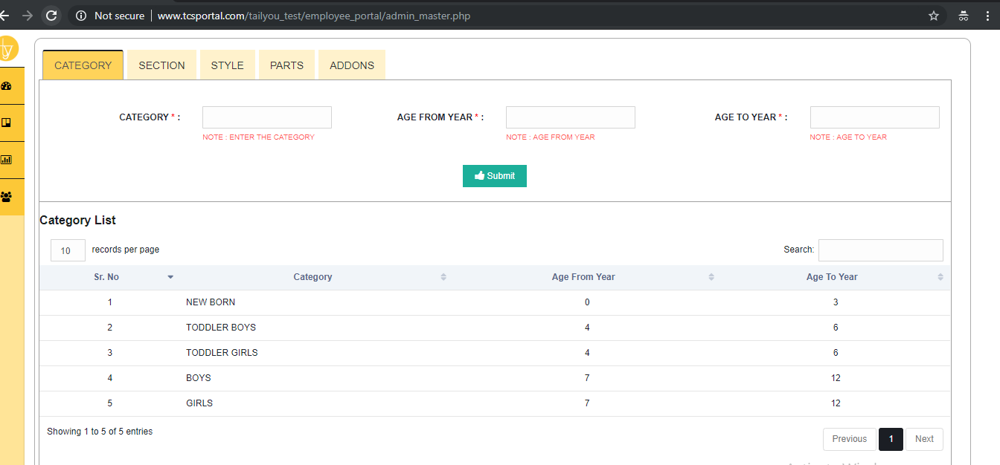 Not secure | www.tcsportal.com/tailyou_test/employee_portal/admin_master.php
ty
CATEGORY SECTION STYLE PARTS ADDONS
CATEGORY * : AGE FROM YEAR * : AGE TO YEAR * :
NOTE : ENTER THE CATEGORY NOTE : AGE FROM YEAR NOTE : AGE TO YEAR
Submit
Category List
10 records per page Search:
Sr. No Category Age From Year Age To Year
1 NEW BORN 0 3
2 TODDLER BOYS 4 6
3 TODDLER GIRLS 4 6
4 BOYS 7 12
5 GIRLS 7 12
Showing 1 to 5 of 5 entries
Previous 1 Next